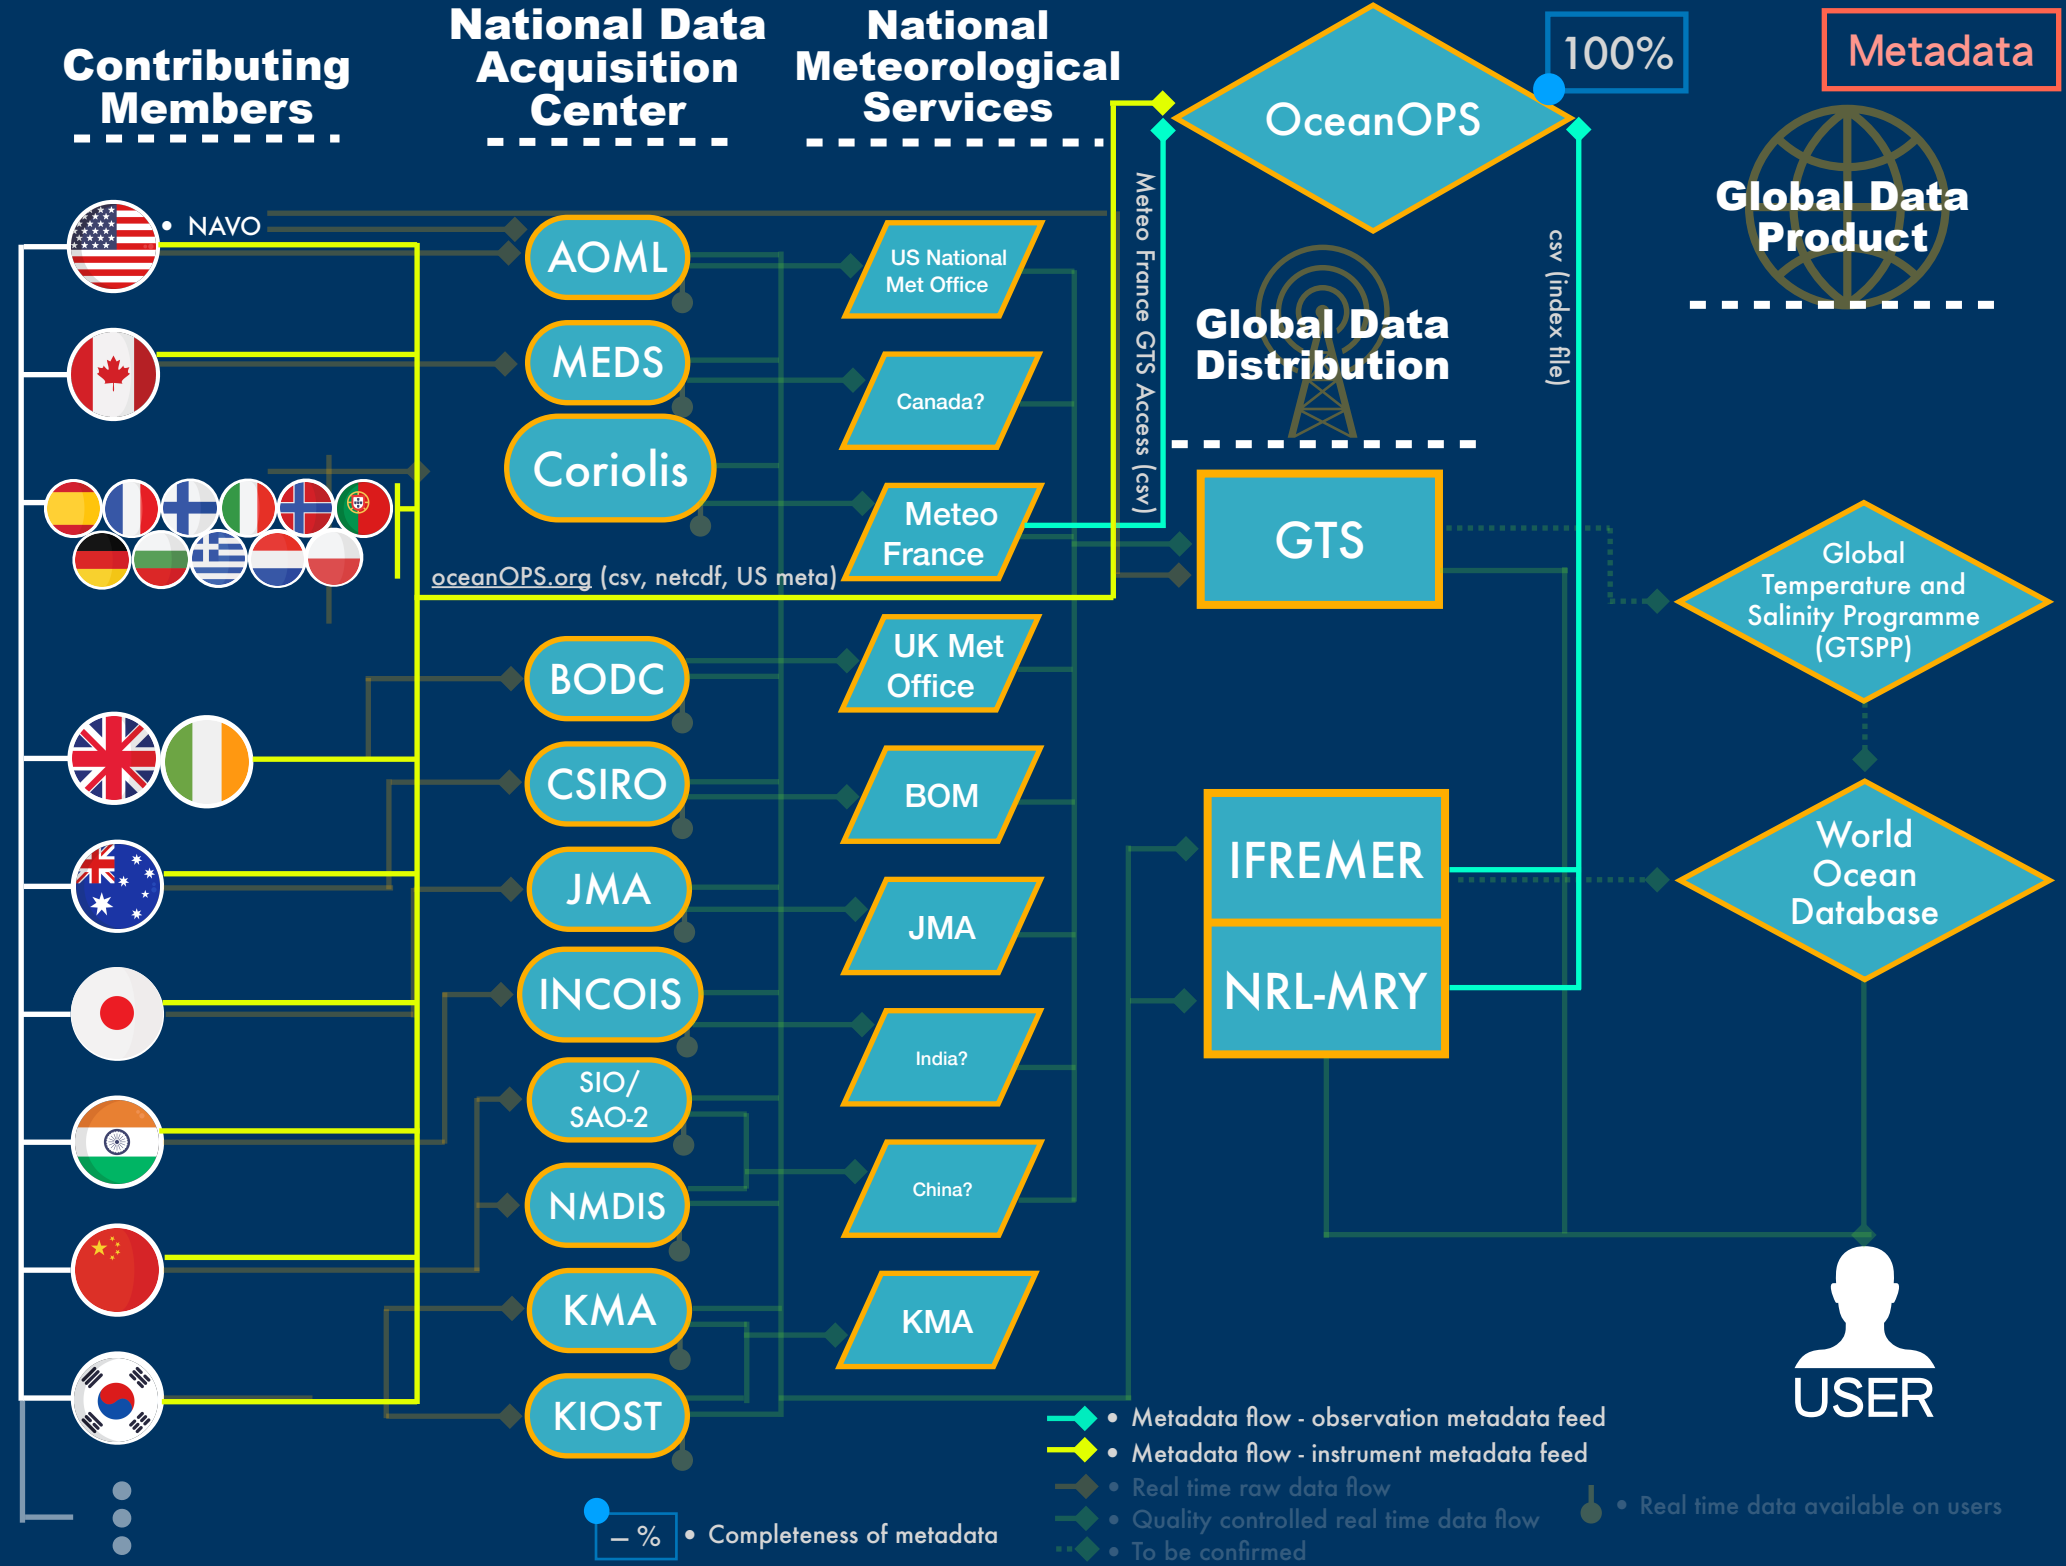 Contributing
Members
National Data
Acquisition
Center
National
Meteorological
Services
OceanOPS
100%
Metadata
Global Data
Product
Global Data
Distribution
Meteo France GTS Access (csv)
csv (index file)
• NAVO
AOML
MEDS
Coriolis
oceanOPS.org (csv, netcdf, US meta)
BODC
CSIRO
JMA
INCOIS
SIO/
SAO-2
NMDIS
KMA
KIOST
US National
Met Office
Canada?
Meteo
France
UK Met
Office
BOM
JMA
India?
China?
KMA
GTS
IFREMER
NRL-MRY
Global
Temperature and
Salinity Programme
(GTSPP)
World
Ocean
Database
USER
• Metadata flow - observation metadata feed
• Metadata flow - instrument metadata feed
• Real time raw data flow
• Quality controlled real time data flow
• To be confirmed
• Real time data available on users
– %
• Completeness of metadata